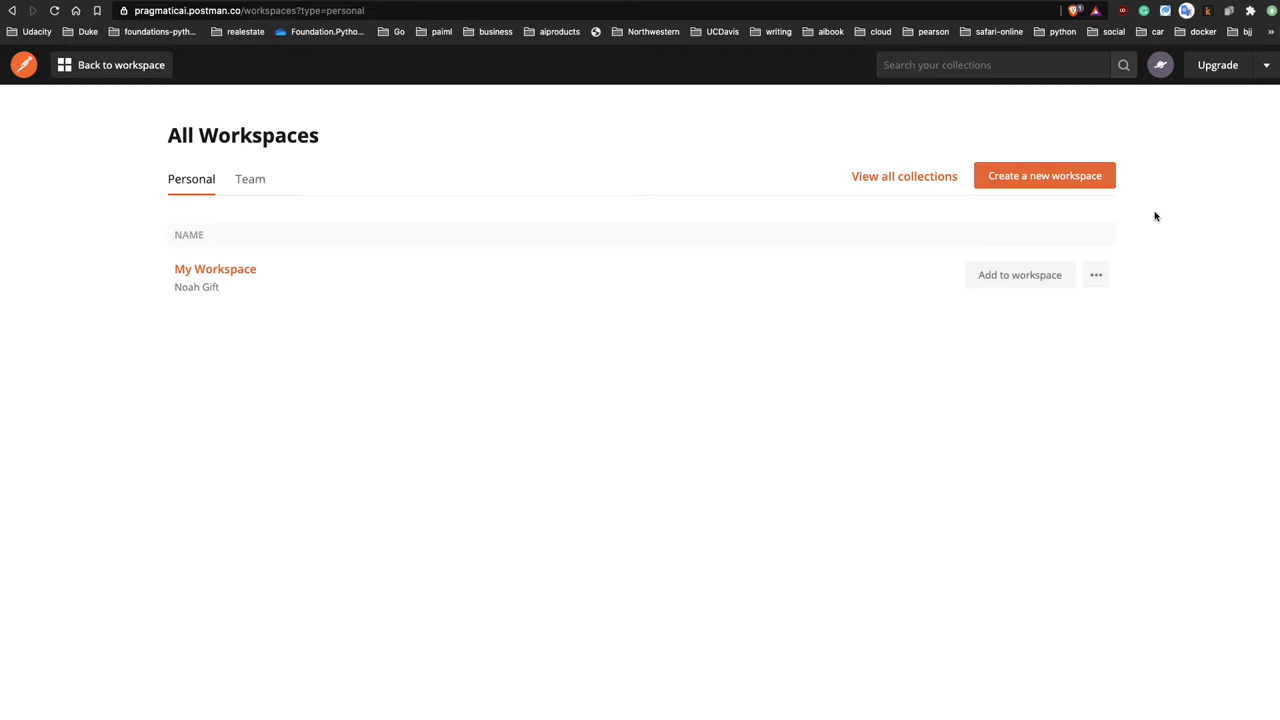 pragmaticai.postman.co/workspaces?type=personal
Udacity Duke foundations-pyth... realestate Foundation.Pytho... Go paiml business aiproducts Northwestern UCDavis writing aibook cloud pearson safari-online python social car docker bjj »
Back to workspace Search your collections Upgrade
All Workspaces
Personal Team View all collections Create a new workspace
NAME
My Workspace Add to workspace
Noah Gift